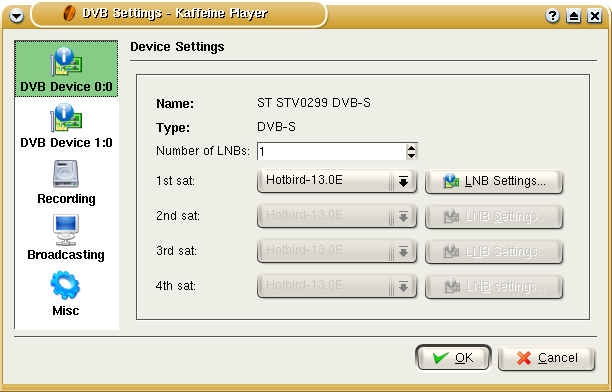 DVB Settings - Kaffeine Player
DVB Device 0:0
DVB Device 1:0
Recording
Broadcasting
Misc
Device Settings
Name: ST STV0299 DVB-S
Type: DVB-S
Number of LNBs: 1
1st sat: Hotbird-13.0E LNB Settings...
2nd sat: Hotbird-13.0E LNB Settings...
3rd sat: Hotbird-13.0E LNB Settings...
4th sat: Hotbird-13.0E LNB settings...
OK Cancel